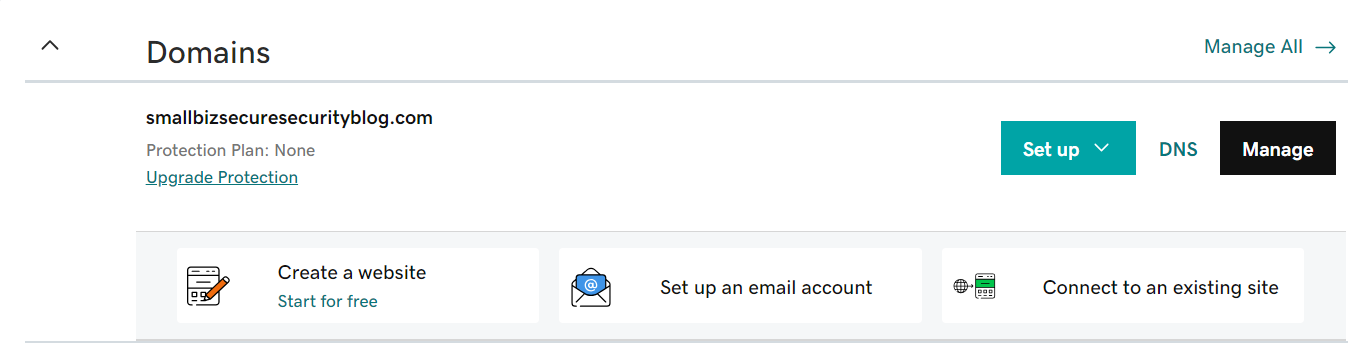 Domains
Manage All
smallbizsecuresecurityblog.com
Protection Plan: None
Upgrade Protection
Set up
DNS
Manage
Create a website
Start for free
@
Set up an email account
Connect to an existing site